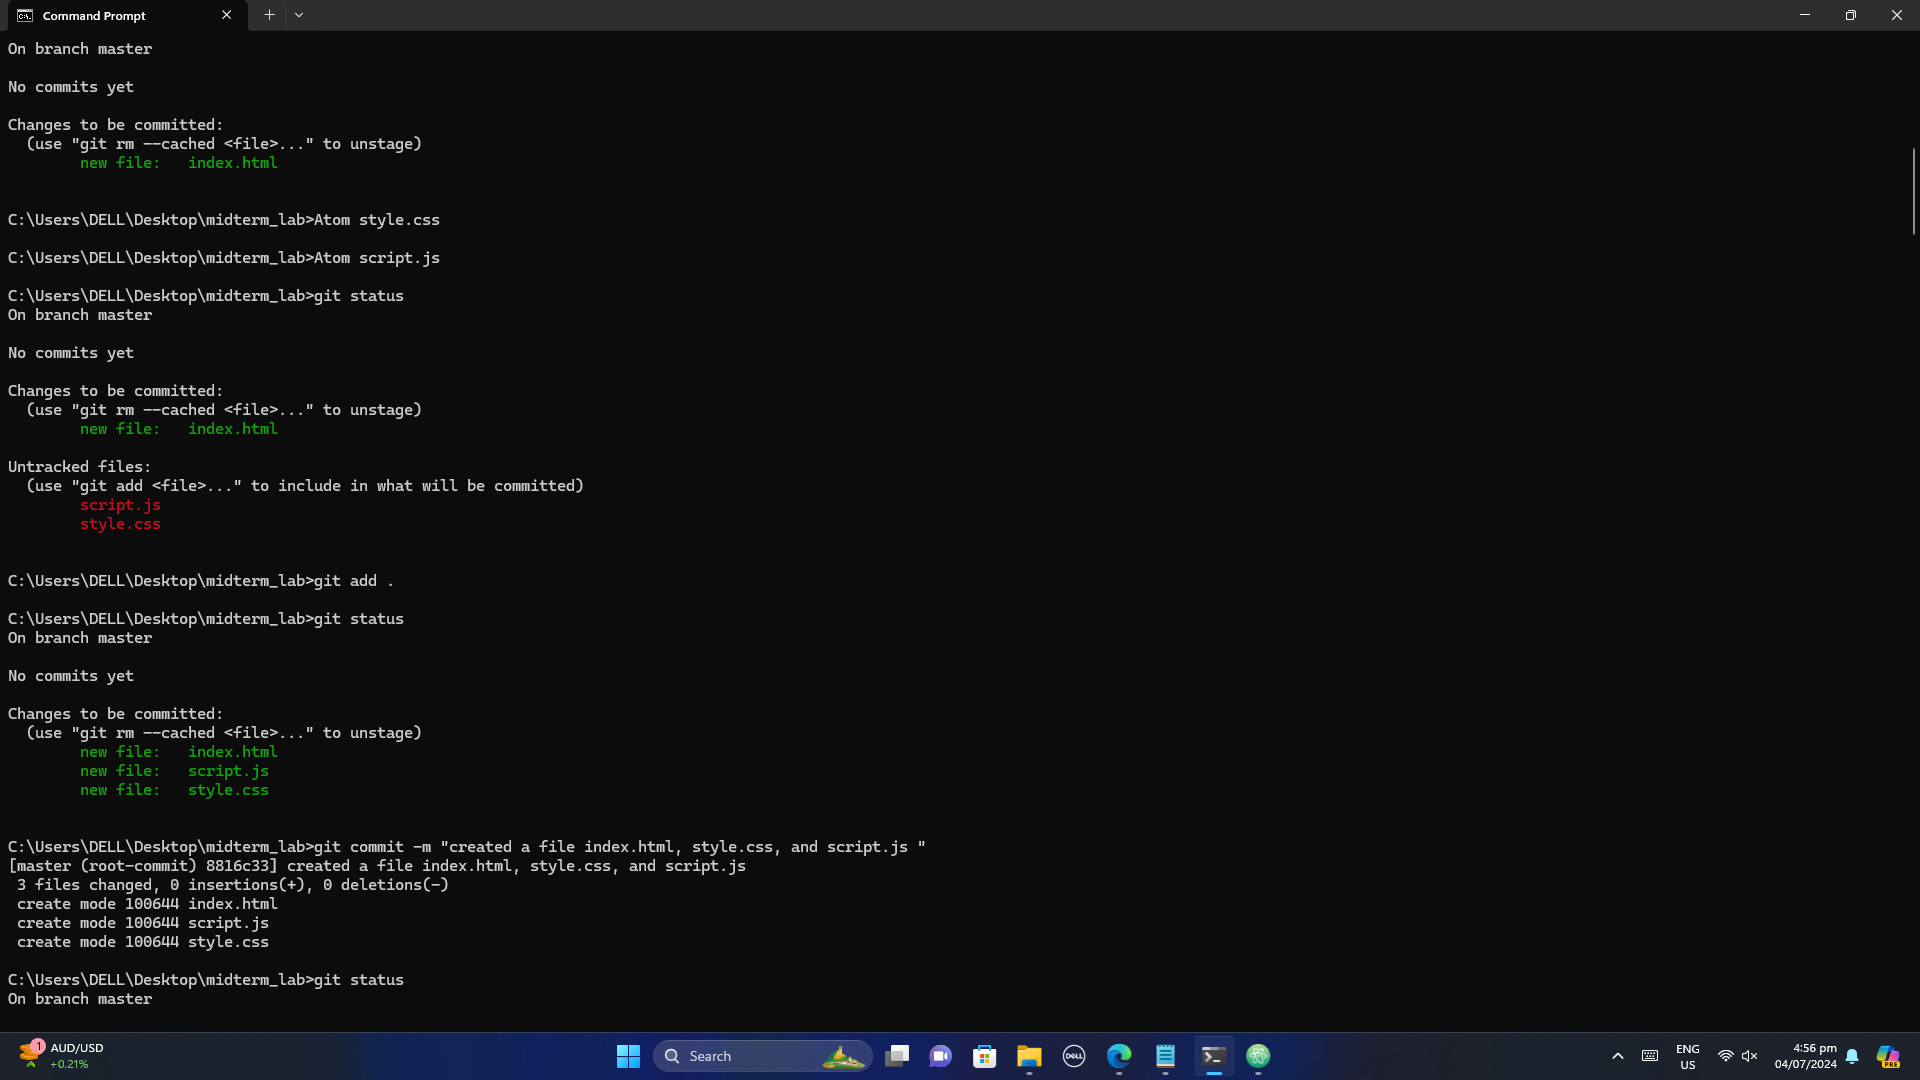 Command Prompt
On branch master
No commits yet
Changes to be committed:
  (use "git rm --cached <file>..." to unstage)
        new file:   index.html
C:\Users\DELL\Desktop\midterm_lab>Atom style.css
C:\Users\DELL\Desktop\midterm_lab>Atom script.js
C:\Users\DELL\Desktop\midterm_lab>git status
On branch master
No commits yet
Changes to be committed:
  (use "git rm --cached <file>..." to unstage)
        new file:   index.html
Untracked files:
  (use "git add <file>..." to include in what will be committed)
        script.js
        style.css
C:\Users\DELL\Desktop\midterm_lab>git add .
C:\Users\DELL\Desktop\midterm_lab>git status
On branch master
No commits yet
Changes to be committed:
  (use "git rm --cached <file>..." to unstage)
        new file:   index.html
        new file:   script.js
        new file:   style.css
C:\Users\DELL\Desktop\midterm_lab>git commit -m "created a file index.html, style.css, and script.js "
[master (root-commit) 8816c33] created a file index.html, style.css, and script.js
 3 files changed, 0 insertions(+), 0 deletions(-)
 create mode 100644 index.html
 create mode 100644 script.js
 create mode 100644 style.css
C:\Users\DELL\Desktop\midterm_lab>git status
On branch master
1
AUD/USD
+0.21%
Search
DELL
ENG
US
4:56 pm
04/07/2024
PRE